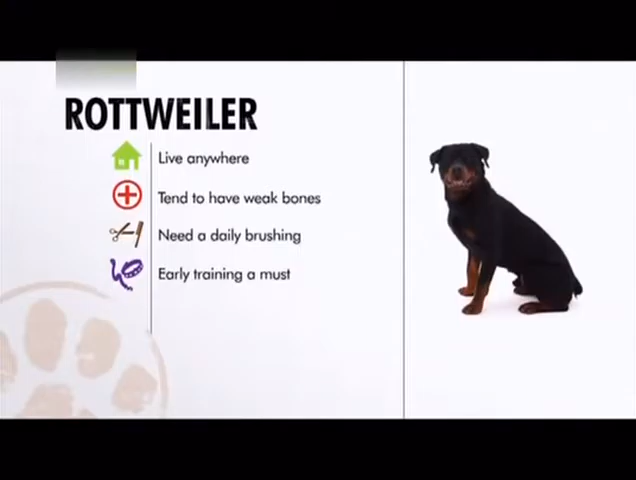 ROTTWEILER
Live anywhere
Tend to have weak bones
Need a daily brushing
Early training a must